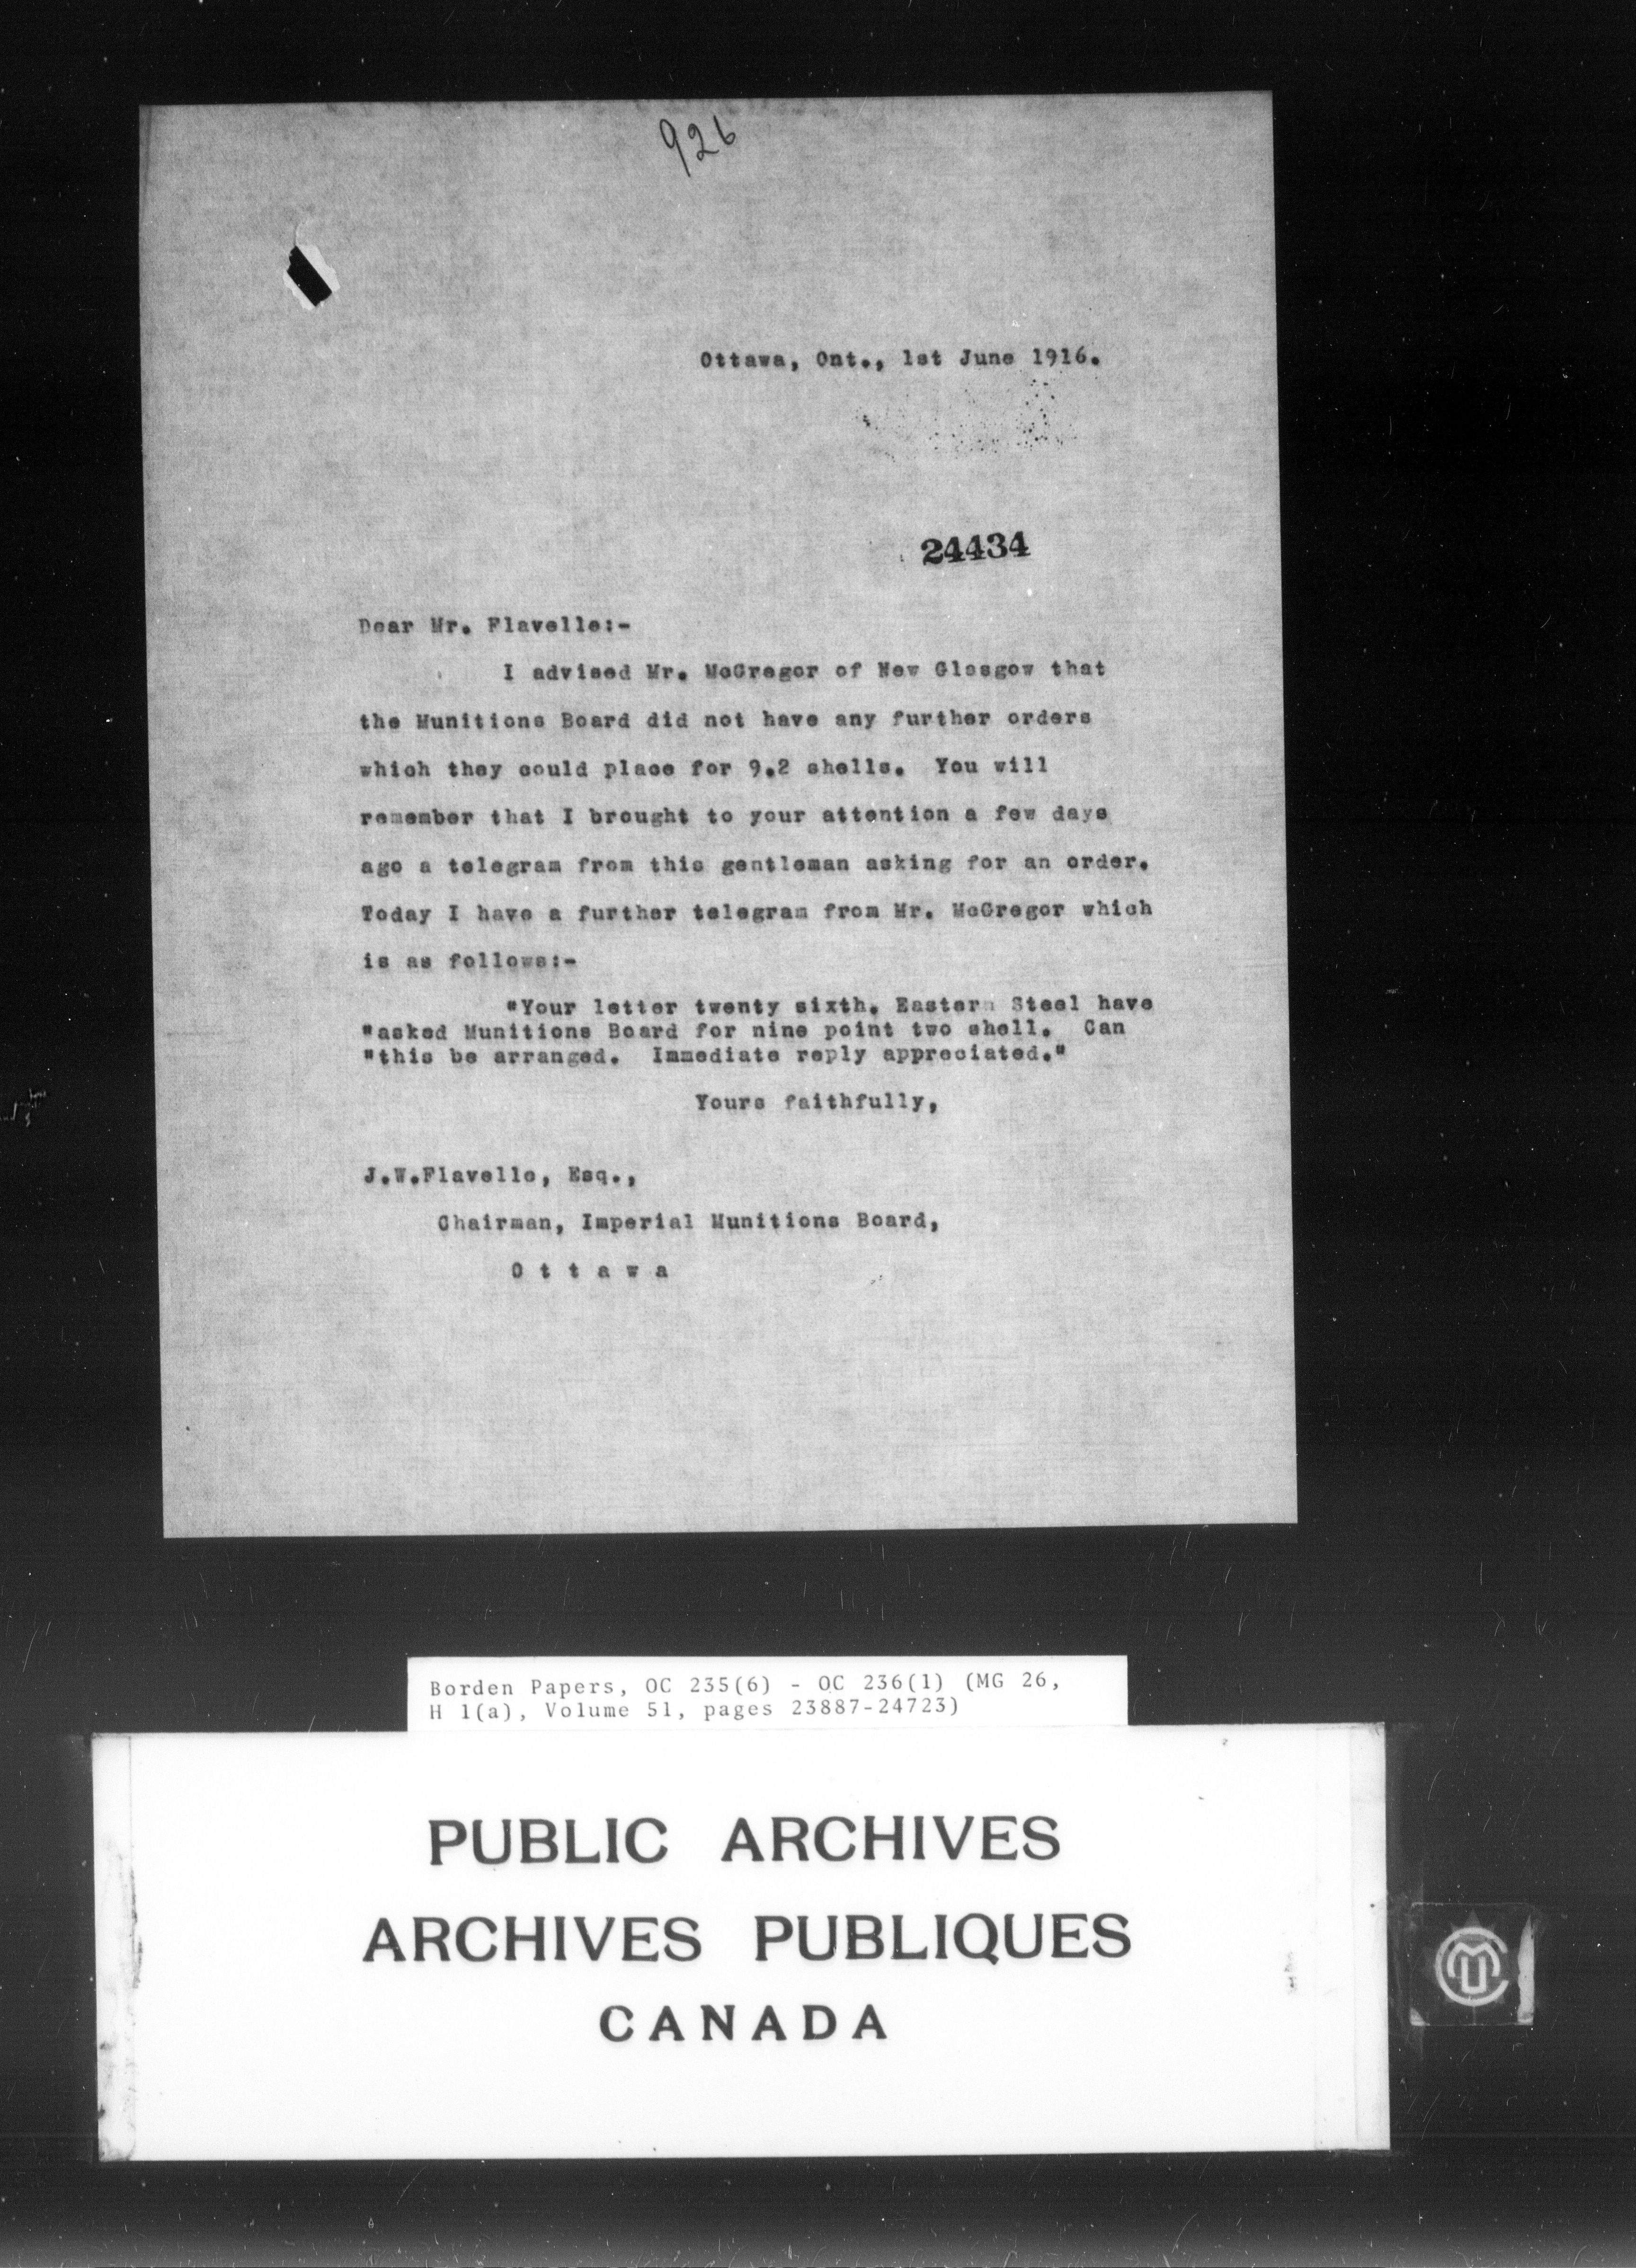 926
Ottawa, Ont., 1st June 1916.
24434
Dear Mr. Flavelle:-
I advised Mr. McGregor of New Glasgow that
the Munitions Board did not have any further orders
which they could place for 9.2 shells. You will
remember that I brought to your attention a few days
ago a telegram from this gentleman asking for an order.
Today I have a further telegram from Mr. McGregor which
is as follows:-
"Your letter twenty sixth. Eastern Steel have
"asked Munitions Board for nine point two shell. Can
"this be arranged. Immediate reply appreciated."
Yours faithfully,
J.W.Flavelle, Esq.,
Chairman, Imperial Munitions Board,
O t t a w a
Borden Papers, OC 235(6) - OC 236(1) (MG 26,
H 1(a), Volume 51, pages 23887-24723)
PUBLIC ARCHIVES
ARCHIVES PUBLIQUES
CANADA